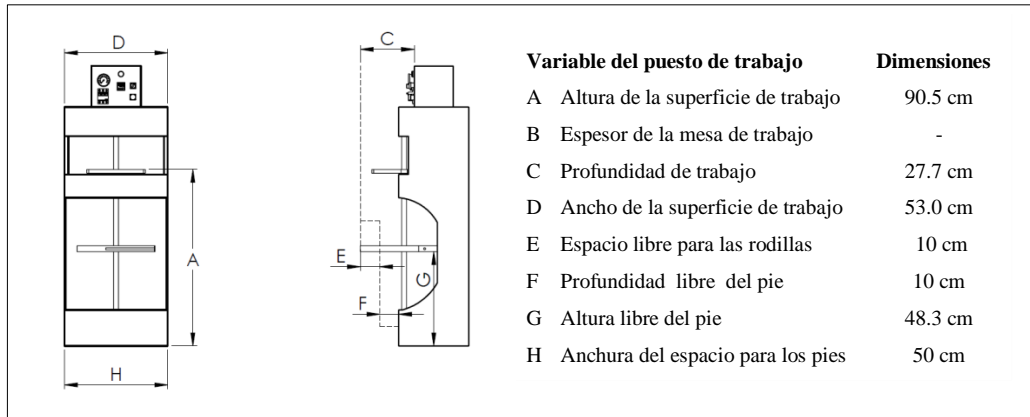 D
A
H
C
E
F
G
Variable del puesto de trabajo Dimensiones
A Altura de la superficie de trabajo 90.5 cm
B Espesor de la mesa de trabajo -
C Profundidad de trabajo 27.7 cm
D Ancho de la superficie de trabajo 53.0 cm
E Espacio libre para las rodillas 10 cm
F Profundidad libre del pie 10 cm
G Altura libre del pie 48.3 cm
H Anchura del espacio para los pies 50 cm